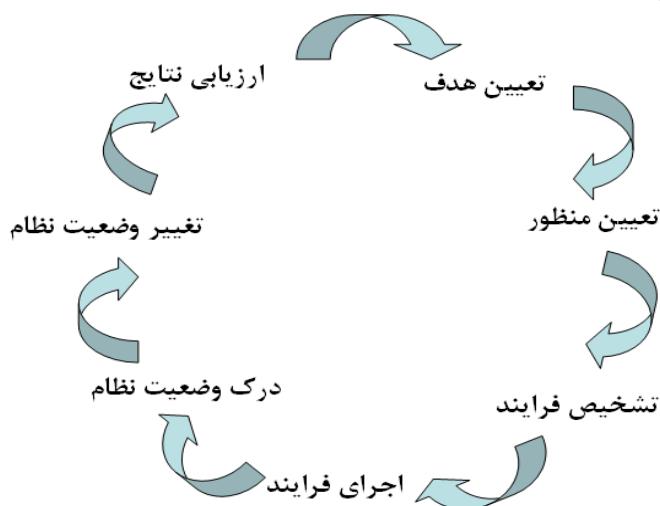 تعیین هدف
تعیین منظور
تشخیص فرایند
اجرای فرایند
درک وضعیت نظام
تغییر وضعیت نظام
ارزیابی نتایج